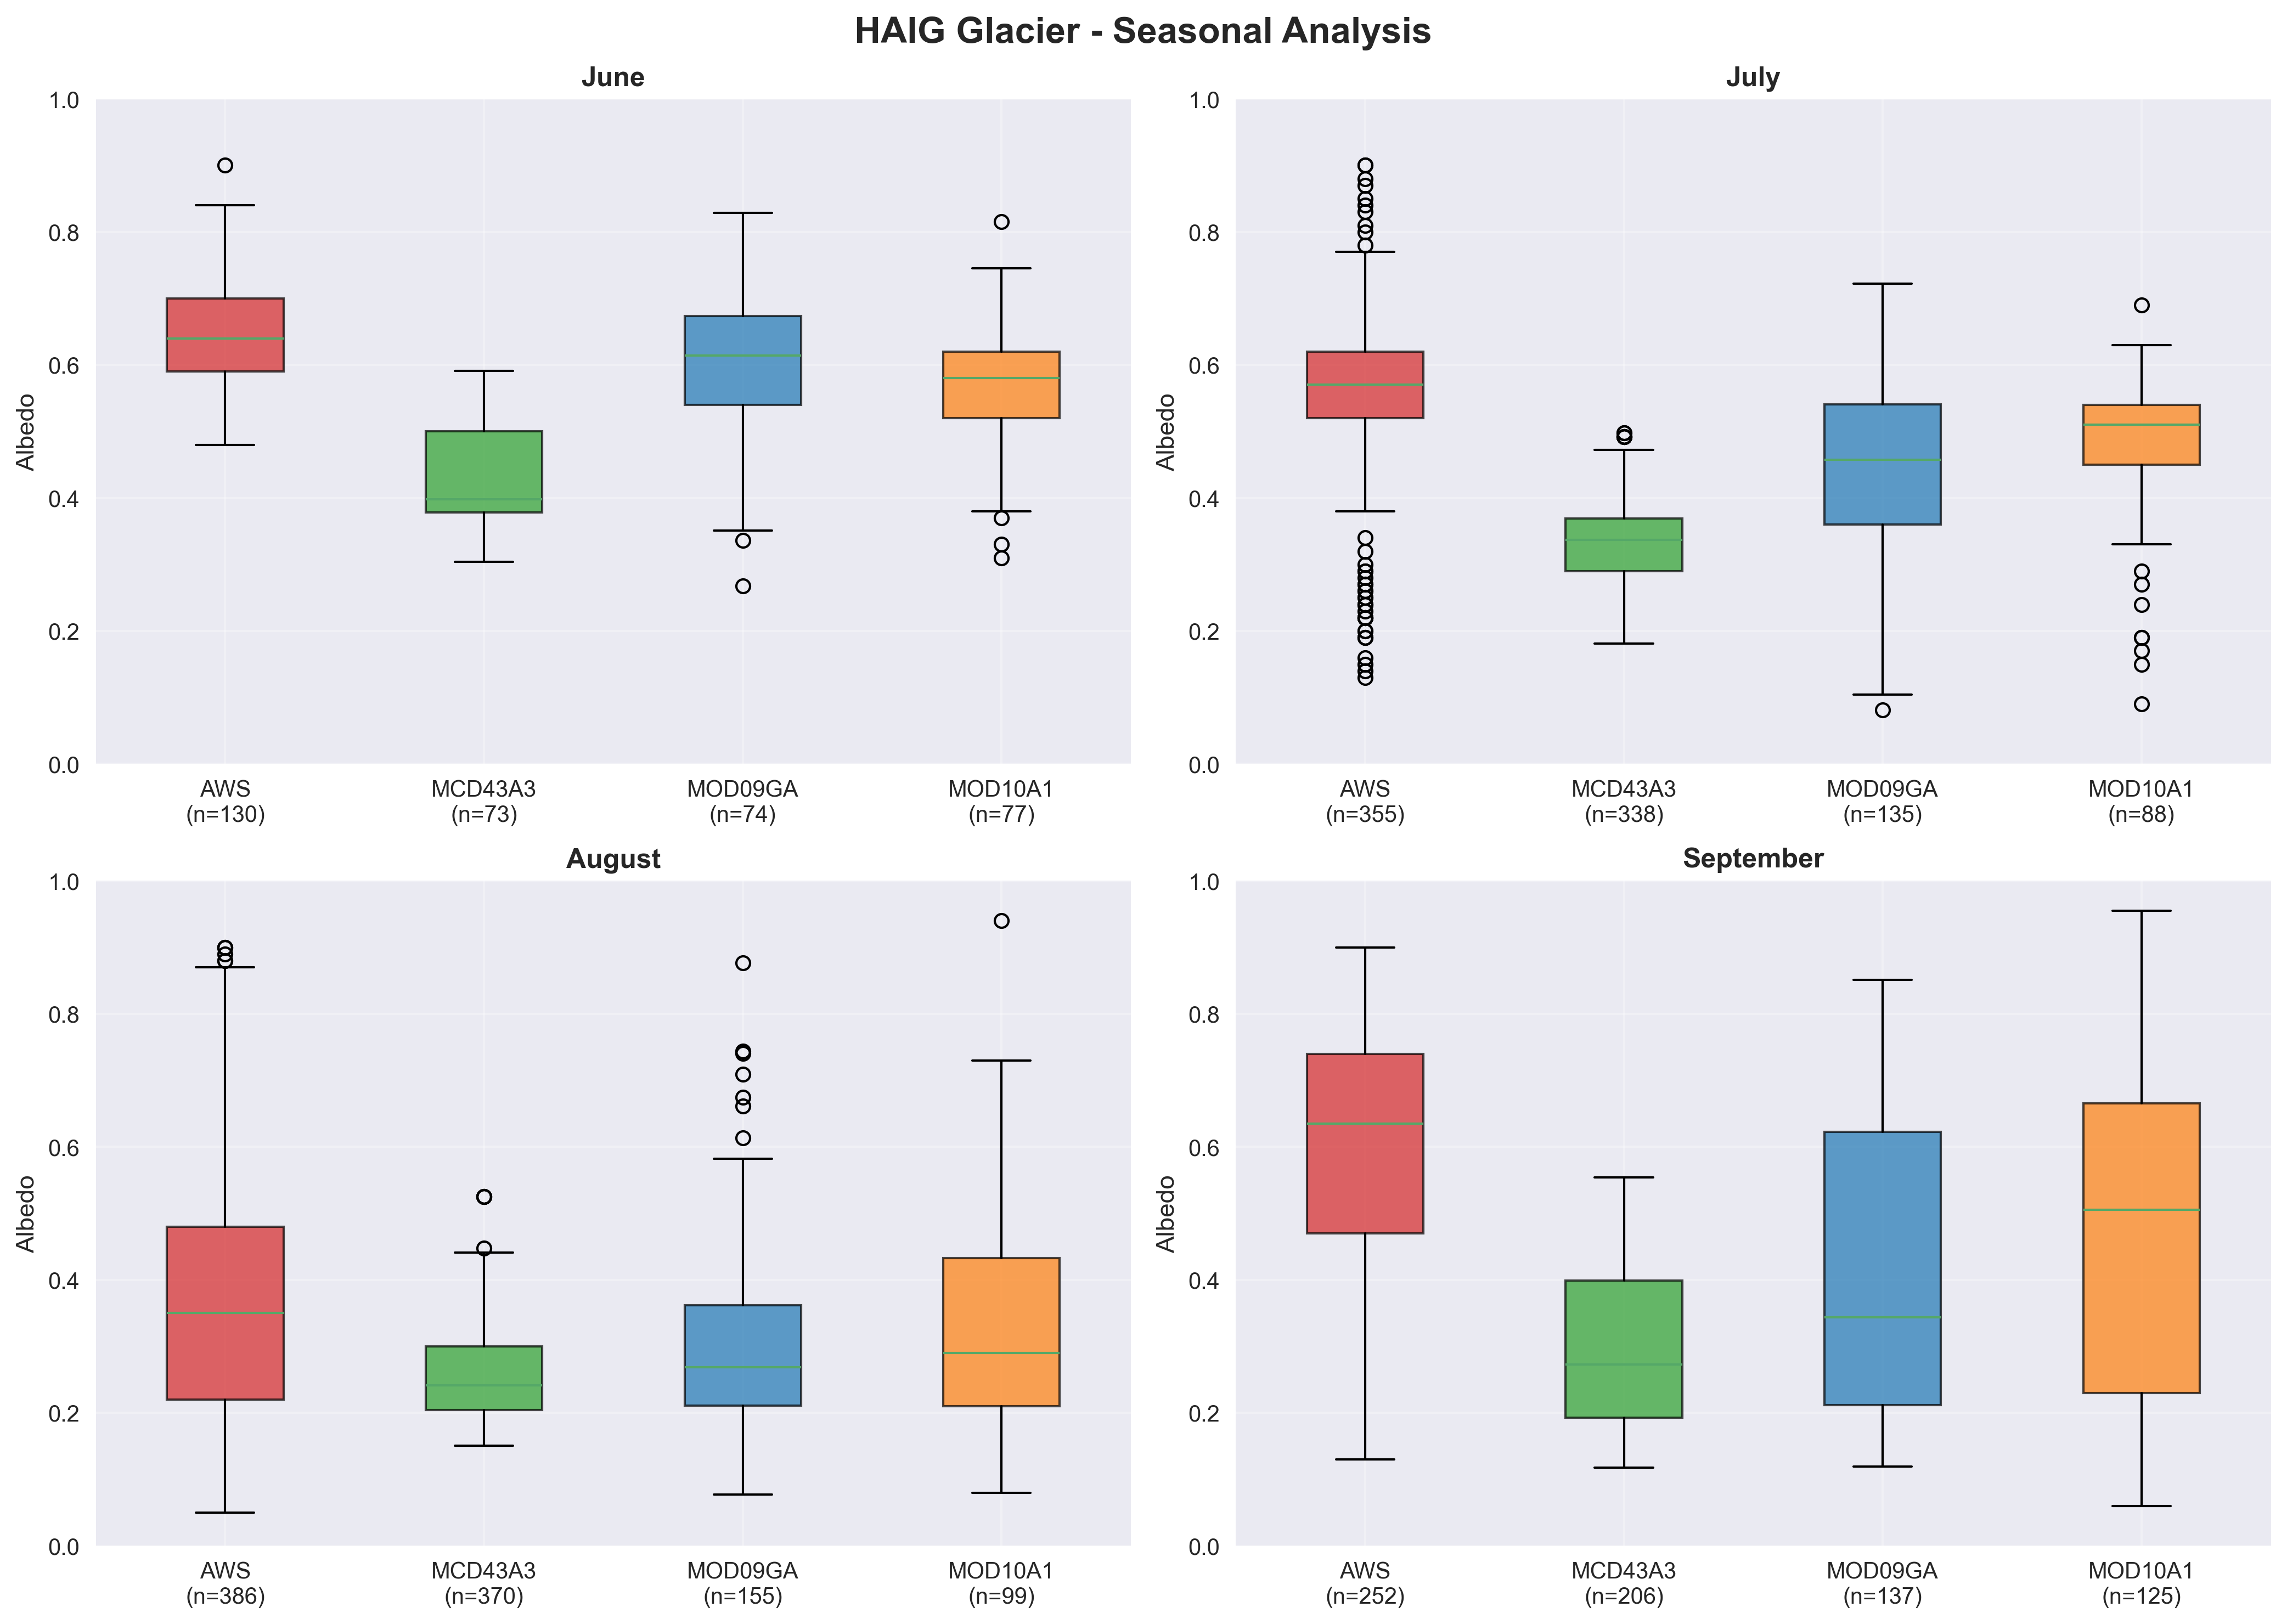 HAIG Glacier - Seasonal Analysis
June
1.0
0.8
0.6
0.4
0.2
0.0
Albedo
AWS MCD43A3 MOD09GA MOD10A1
(n=130) (n=73) (n=74) (n=77)
July
1.0
0.8
0.6
0.4
0.2
0.0
Albedo
AWS MCD43A3 MOD09GA MOD10A1
(n=355) (n=338) (n=135) (n=88)
August
1.0
0.8
0.6
0.4
0.2
0.0
Albedo
AWS MCD43A3 MOD09GA MOD10A1
(n=386) (n=370) (n=155) (n=99)
September
1.0
0.8
0.6
0.4
0.2
0.0
Albedo
AWS MCD43A3 MOD09GA MOD10A1
(n=252) (n=206) (n=137) (n=125)